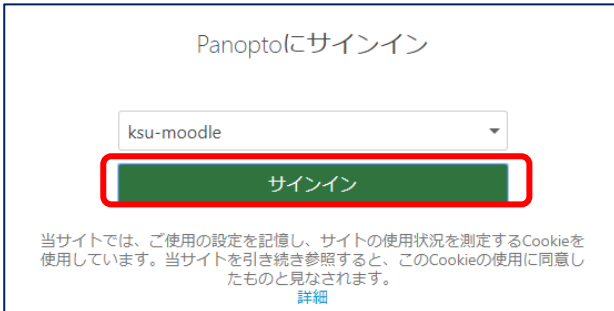 Panoptoにサインイン
ksu-moodle
サインイン
当サイトでは、ご使用の設定を記憶し、サイトの使用状況を測定するCookieを
使用しています。当サイトを引き続き参照すると、このCookieの使用に同意し
たものと見なされます。
詳細